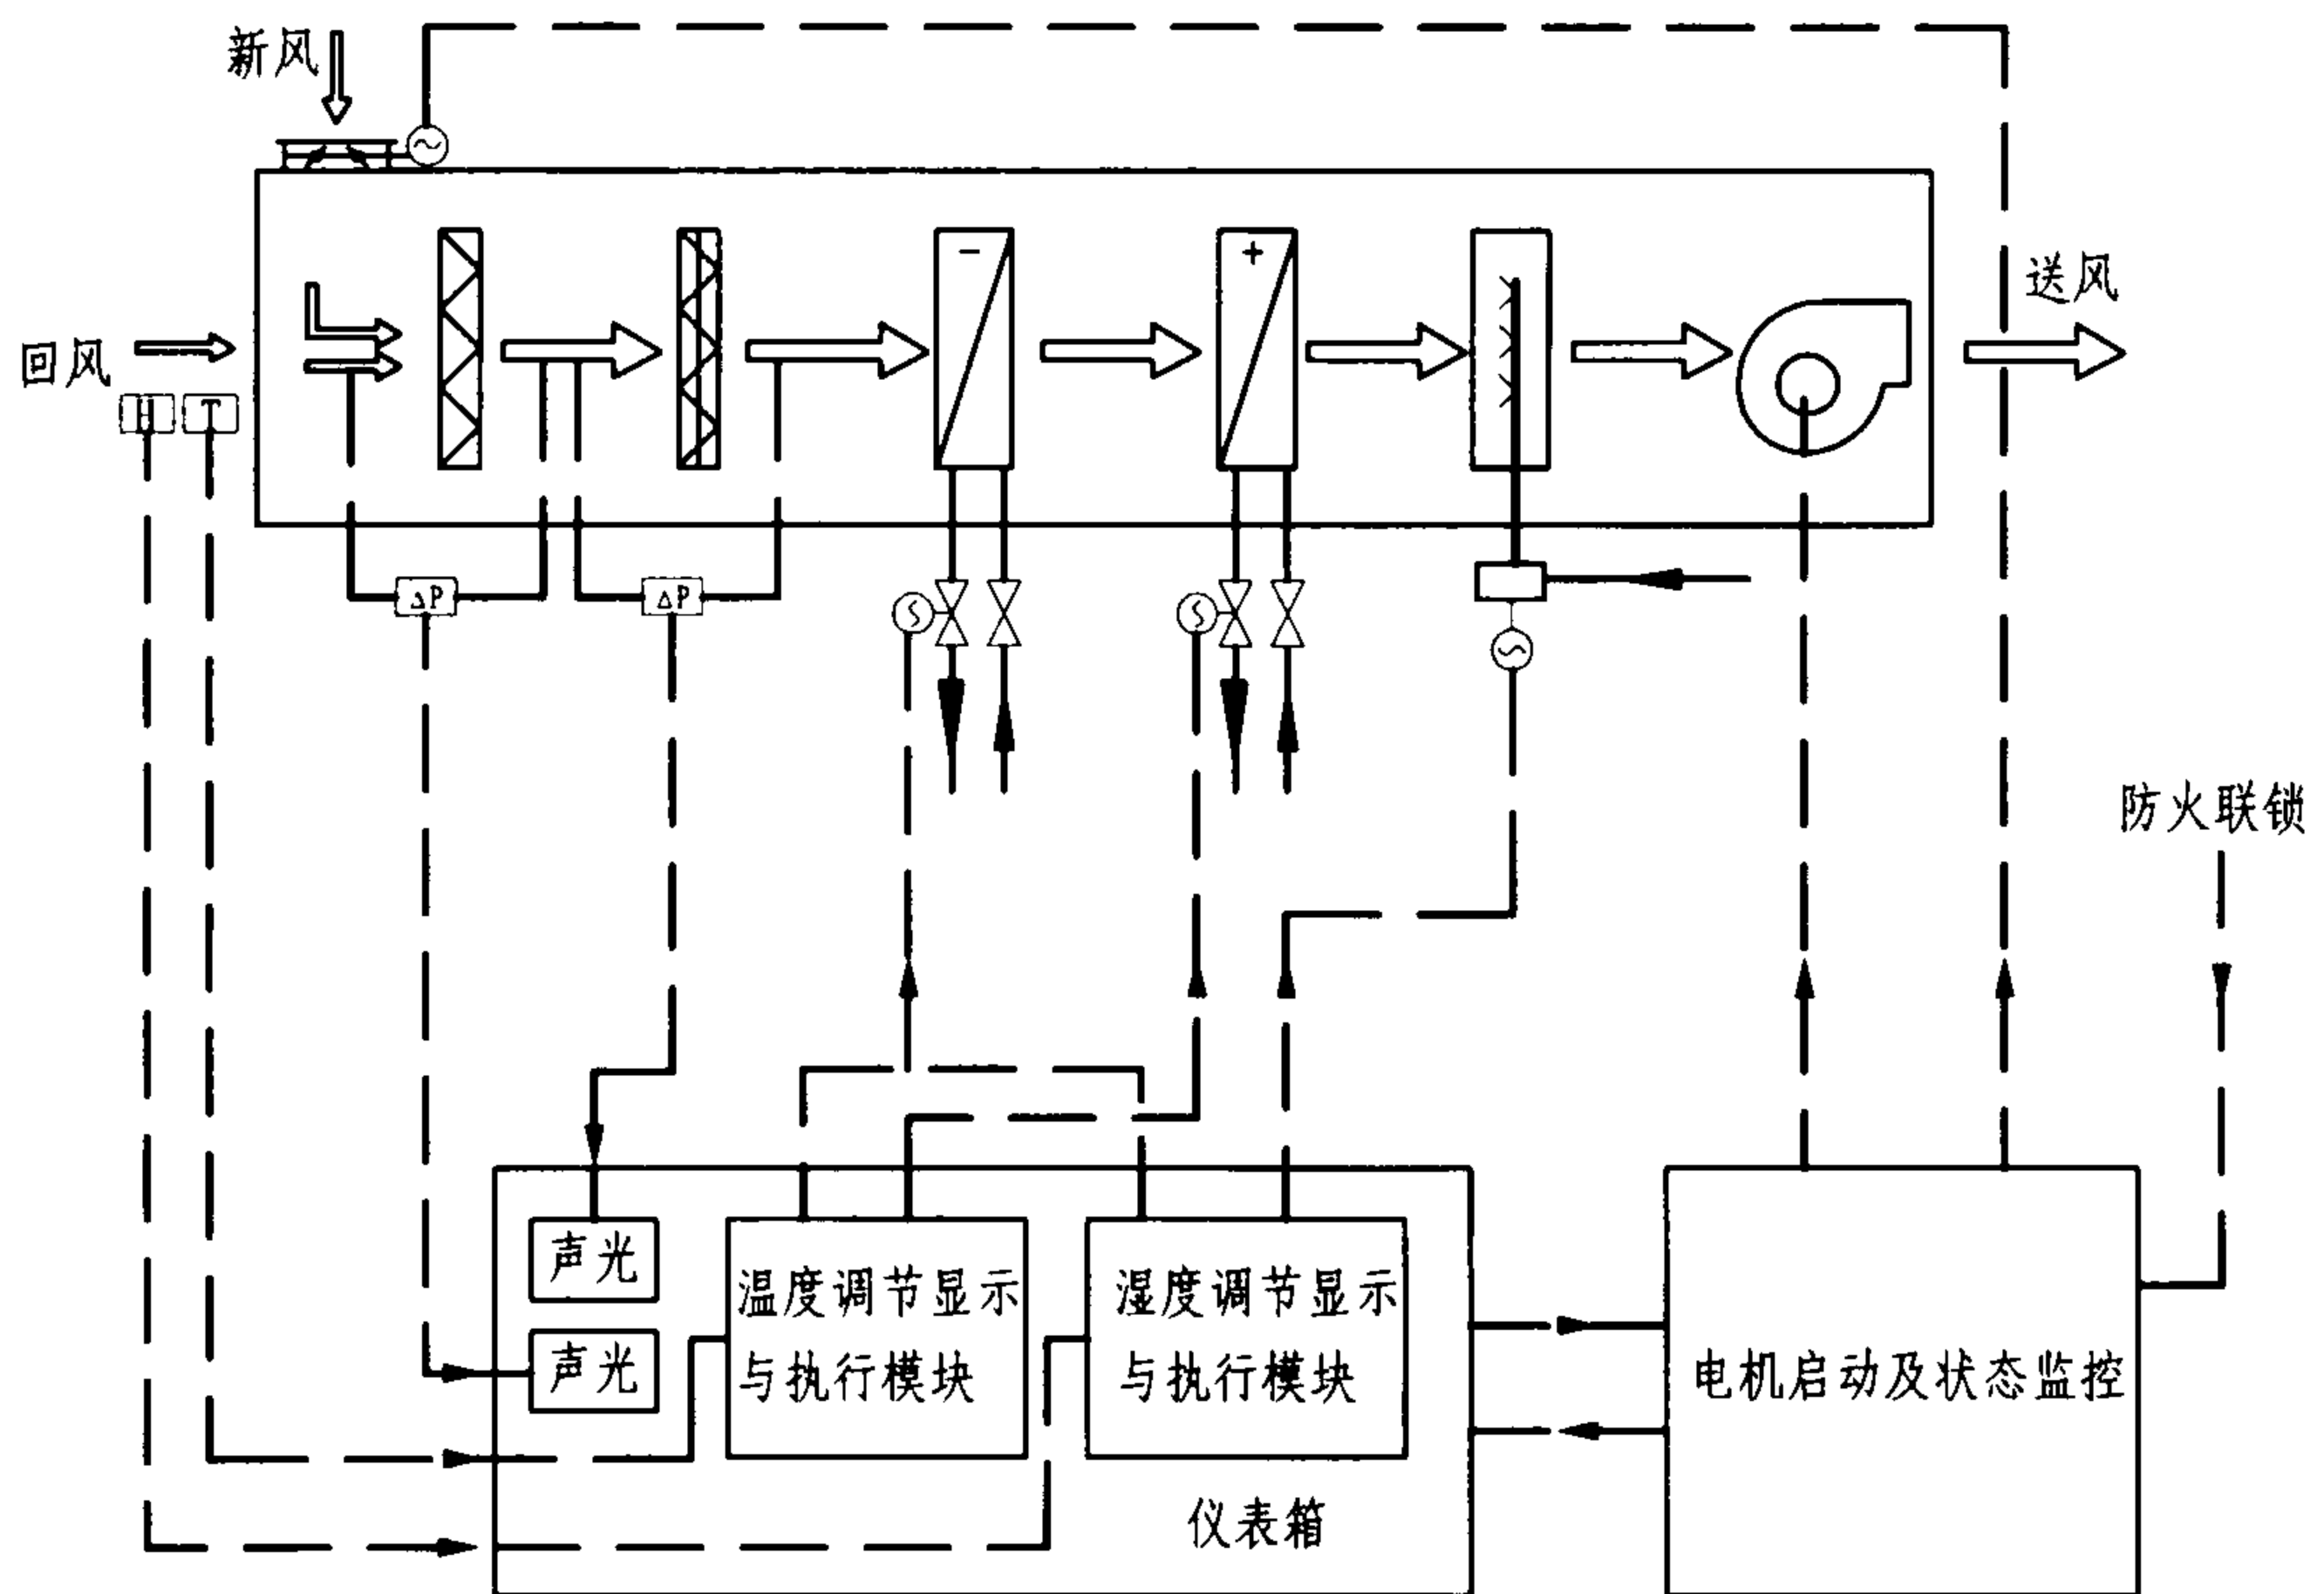 新风
送风
回风
H T
- +
ΔP ΔP
防火联锁
声光
声光
温度调节显示
与执行模块
湿度调节显示
与执行模块
电机启动及状态监控
仪表箱